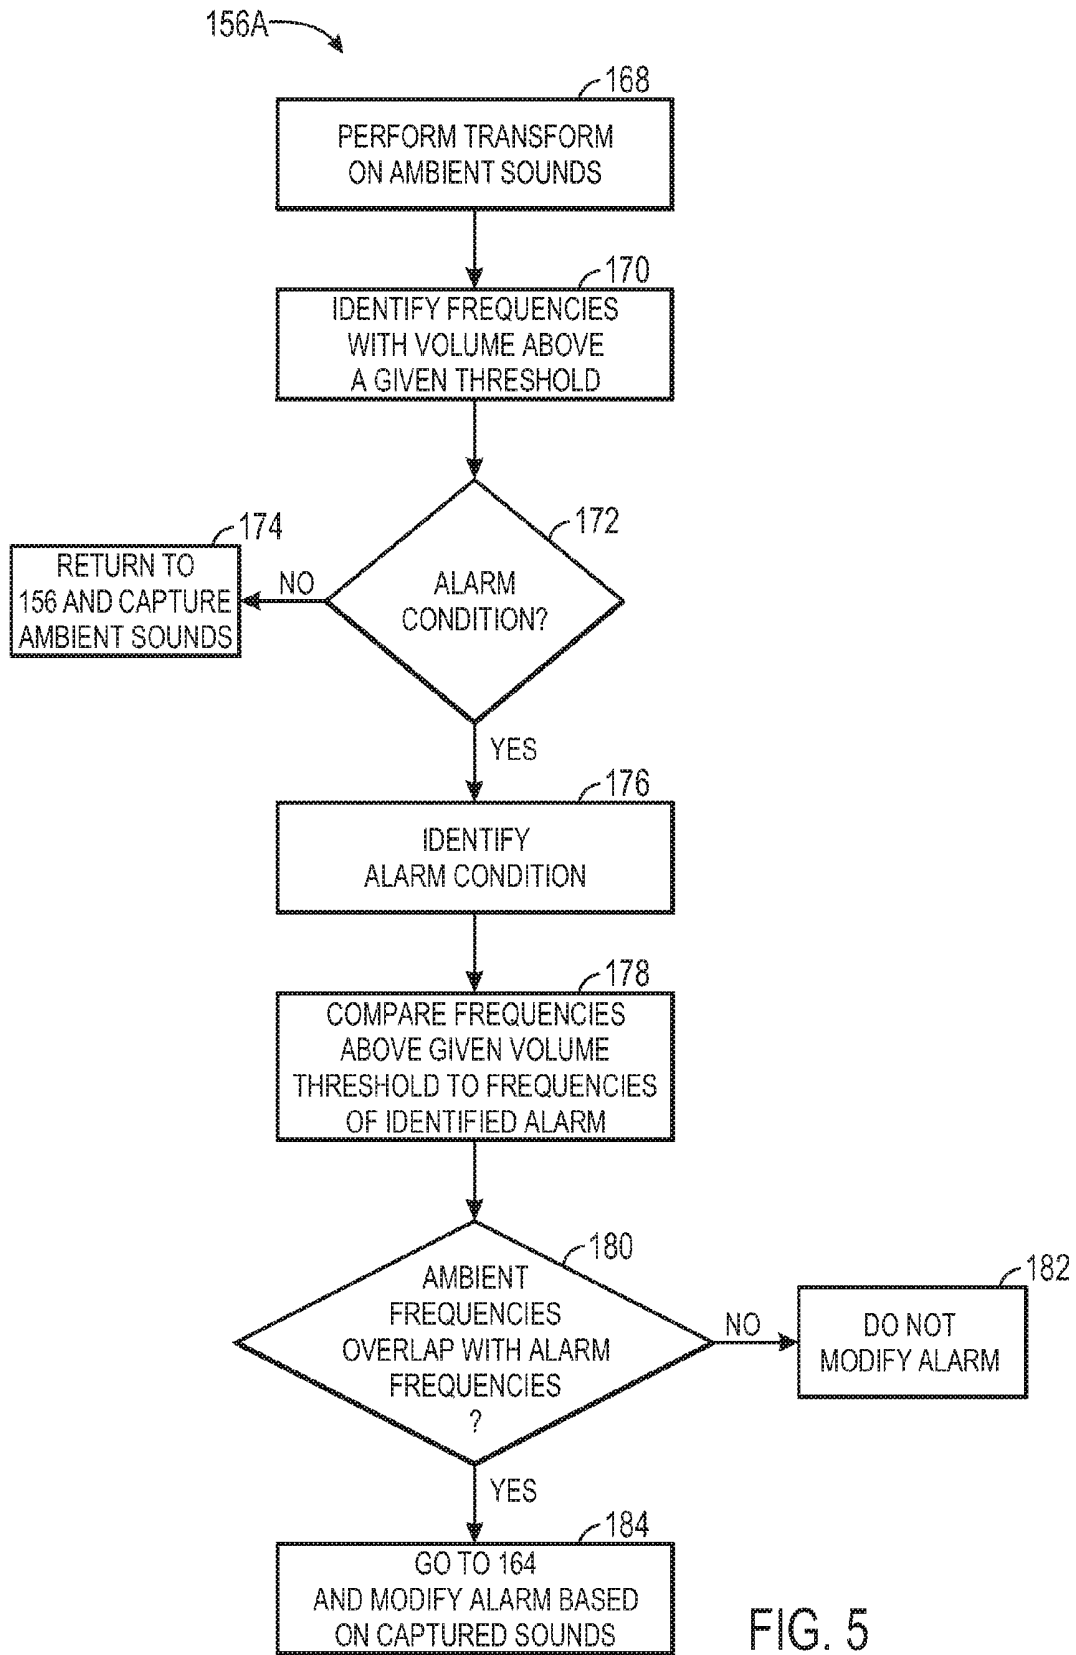 156A
168
PERFORM TRANSFORM
ON AMBIENT SOUNDS
170
IDENTIFY FREQUENCIES
WITH VOLUME ABOVE
A GIVEN THRESHOLD
172
ALARM
CONDITION?
NO
174
RETURN TO
156 AND CAPTURE
AMBIENT SOUNDS
YES
176
IDENTIFY
ALARM CONDITION
178
COMPARE FREQUENCIES
ABOVE GIVEN VOLUME
THRESHOLD TO FREQUENCIES
OF IDENTIFIED ALARM
180
AMBIENT
FREQUENCIES
OVERLAP WITH ALARM
FREQUENCIES
?
NO
182
DO NOT
MODIFY ALARM
YES
184
GO TO 164
AND MODIFY ALARM BASED
ON CAPTURED SOUNDS
FIG. 5